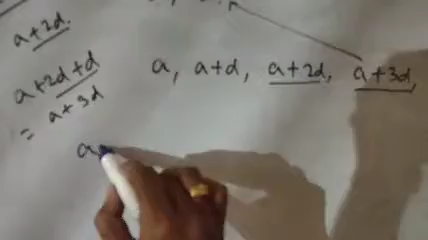 a+2d.
a+2d+d
= a+3d
a, a+d, a+2d, a+3d,
a